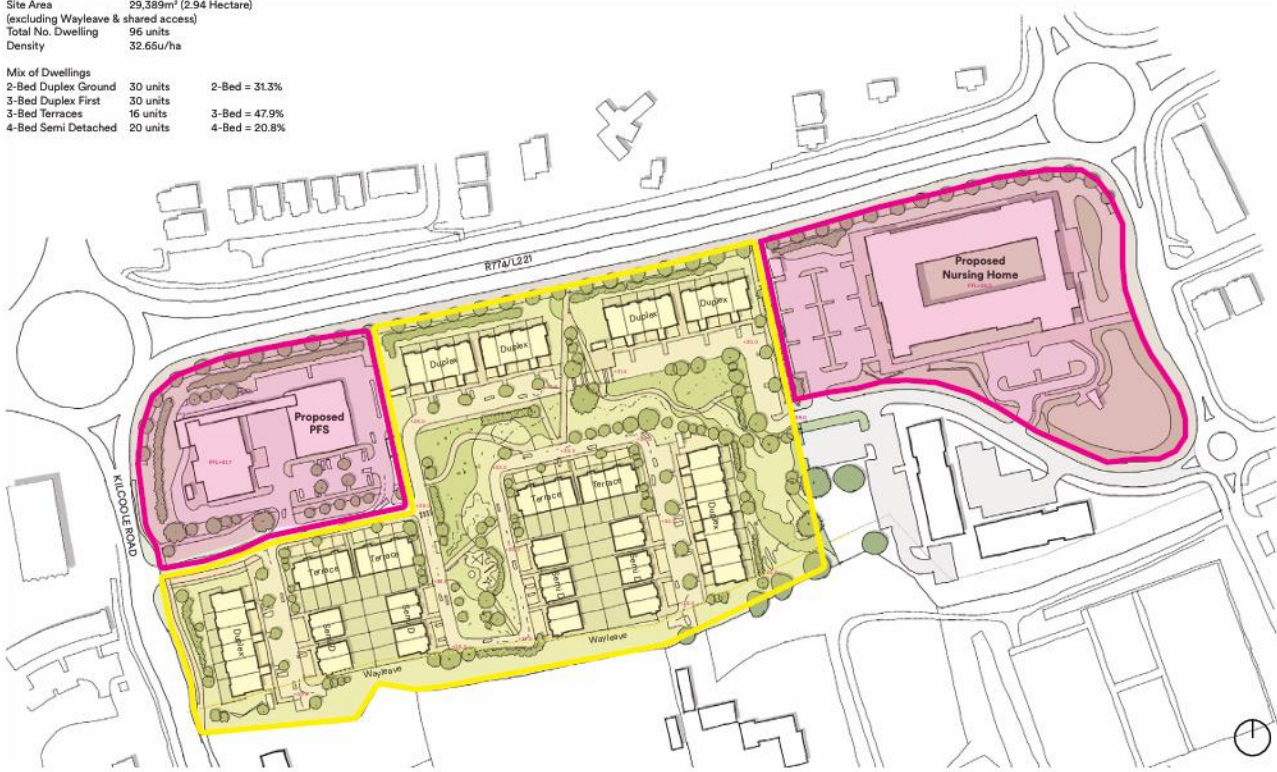 Site Area 29,389m² (2.94 Hectare)
(excluding Wayleave & shared access)
Total No. Dwelling 96 units
Density 32.65u/ha
Mix of Dwellings
2-Bed Duplex Ground 30 units 2-Bed = 31.3%
3-Bed Duplex First 30 units
3-Bed Terraces 16 units 3-Bed = 47.9%
4-Bed Semi Detached 20 units 4-Bed = 20.8%
R774/L221
Proposed
Nursing Home
Duplex
Duplex
Duplex
Duplex
Proposed
PFS
KILCOOLE ROAD
Terrace
Terrace
Duplex
Terrace
Terrace
Semi D
Semi D
Semi D
Semi D
Duplex
Wayleave
Wayleave